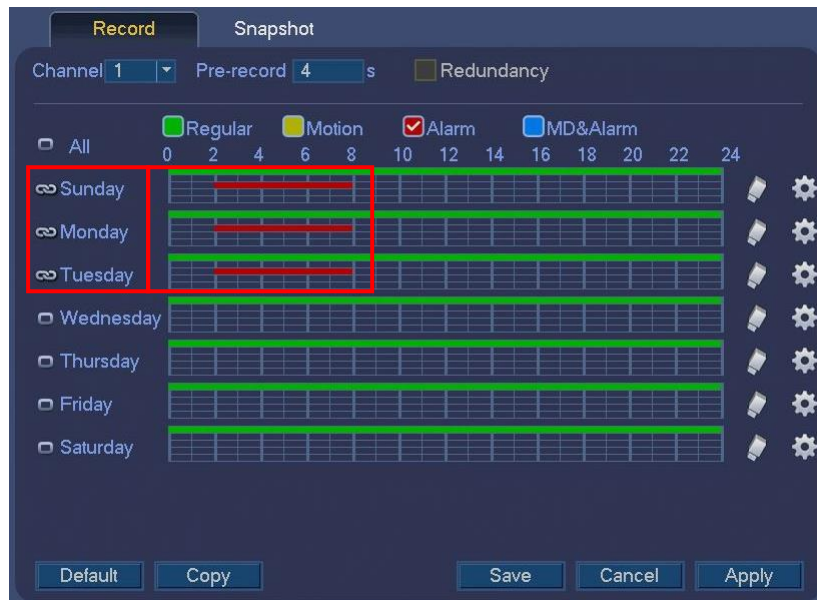 Record Snapshot
Channel 1 Pre-record 4 s Redundancy
Regular Motion Alarm MD&Alarm
All 0 2 4 6 8 10 12 14 16 18 20 22 24
Sunday
Monday
Tuesday
Wednesday
Thursday
Friday
Saturday
Default Copy Save Cancel Apply